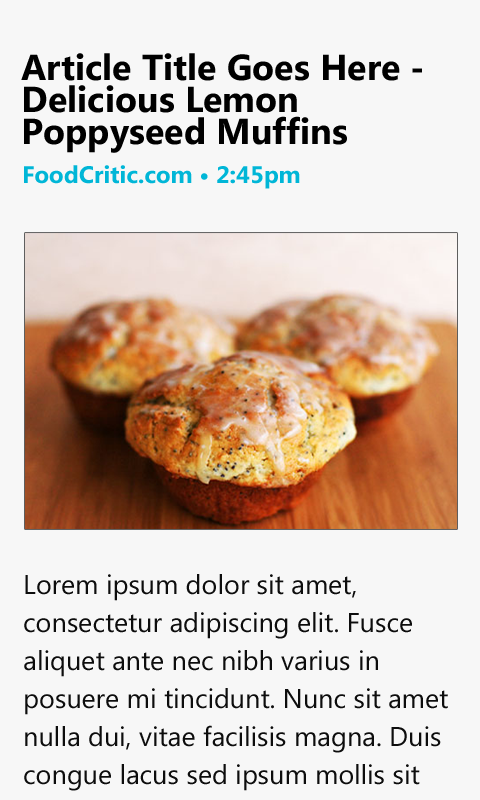 Article Title Goes Here -
Delicious Lemon
Poppyseed Muffins
FoodCritic.com • 2:45pm
Lorem ipsum dolor sit amet,
consectetur adipiscing elit. Fusce
aliquet ante nec nibh varius in
posuere mi tincidunt. Nunc sit amet
nulla dui, vitae facilisis magna. Duis
congue lacus sed ipsum mollis sit